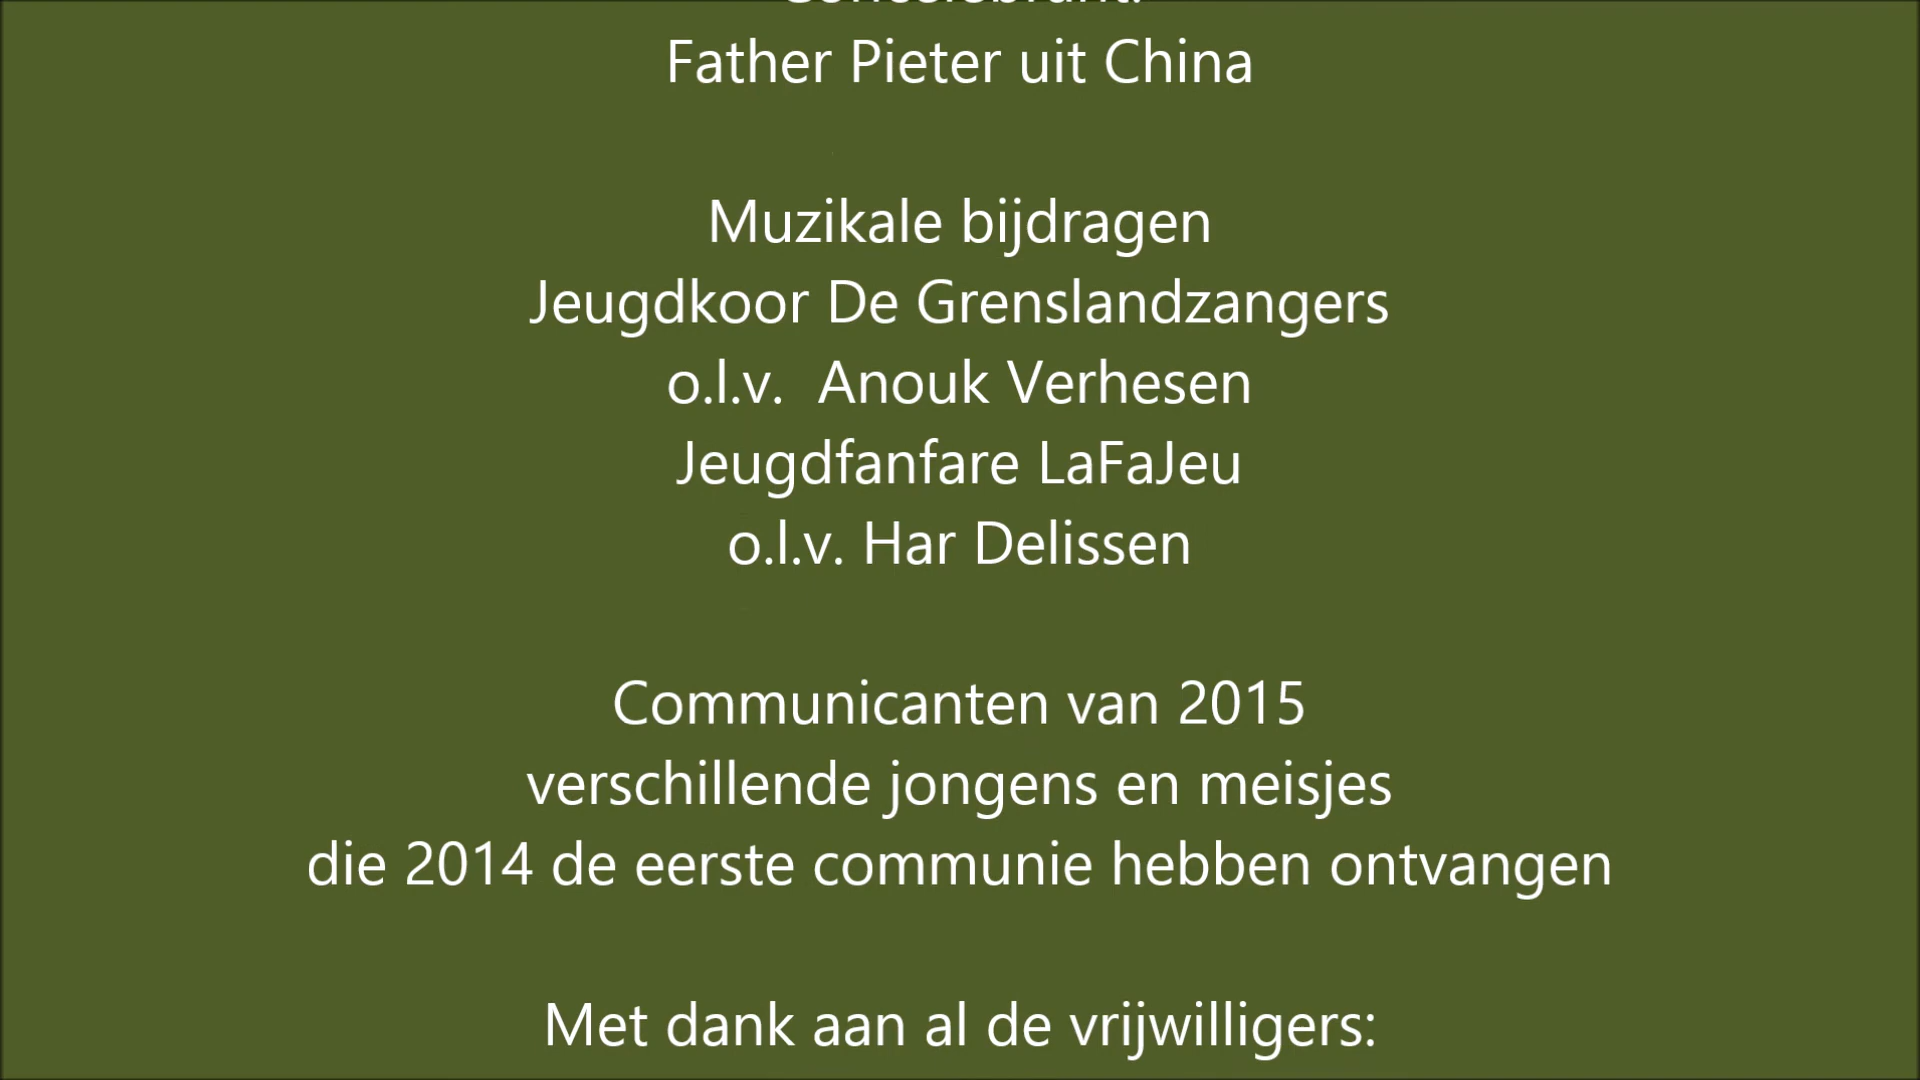 Father Pieter uit China
Muzikale bijdragen
Jeugdkoor De Grenslandzangers
o.l.v.  Anouk Verhesen
Jeugdfanfare LaFaJeu
o.l.v. Har Delissen
Communicanten van 2015
verschillende jongens en meisjes
die 2014 de eerste communie hebben ontvangen
Met dank aan al de vrijwilligers: